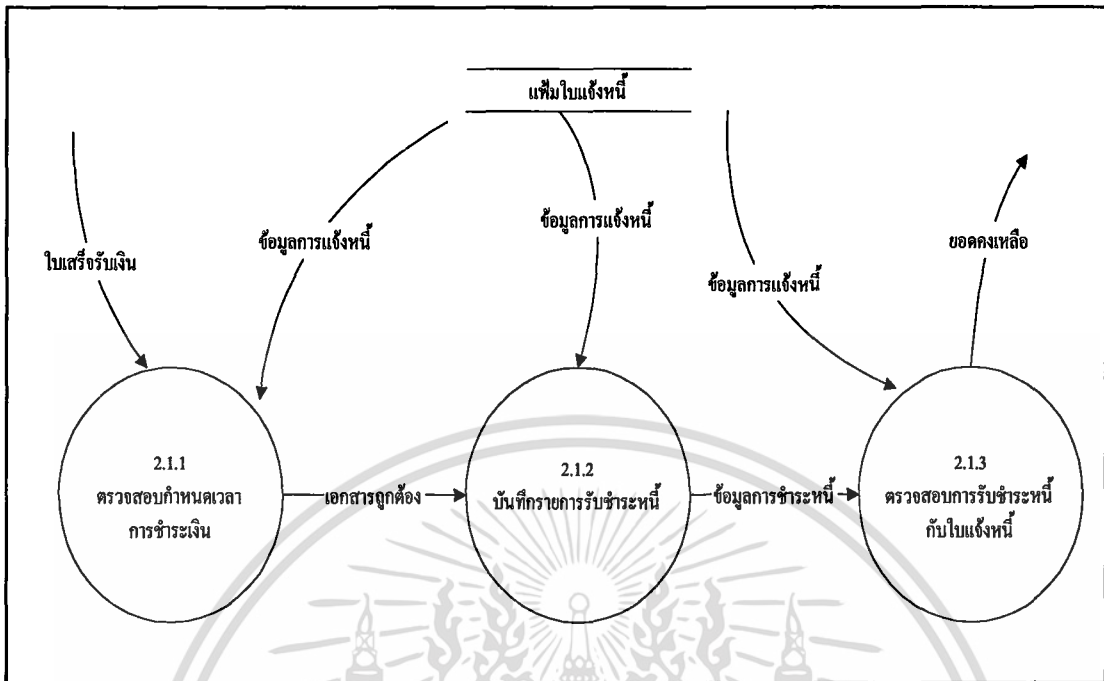 แฟ้มใบแจ้งหนี้
ใบเสร็จรับเงิน
ข้อมูลการแจ้งหนี้
ข้อมูลการแจ้งหนี้
ข้อมูลการแจ้งหนี้
ยอดคงเหลือ
2.1.1
ตรวจสอบกำหนดเวลา
การชำระเงิน
เอกสารถูกต้อง
2.1.2
บันทึกรายการรับชำระหนี้
ข้อมูลการชำระหนี้
2.1.3
ตรวจสอบการรับชำระหนี้
กับใบแจ้งหนี้